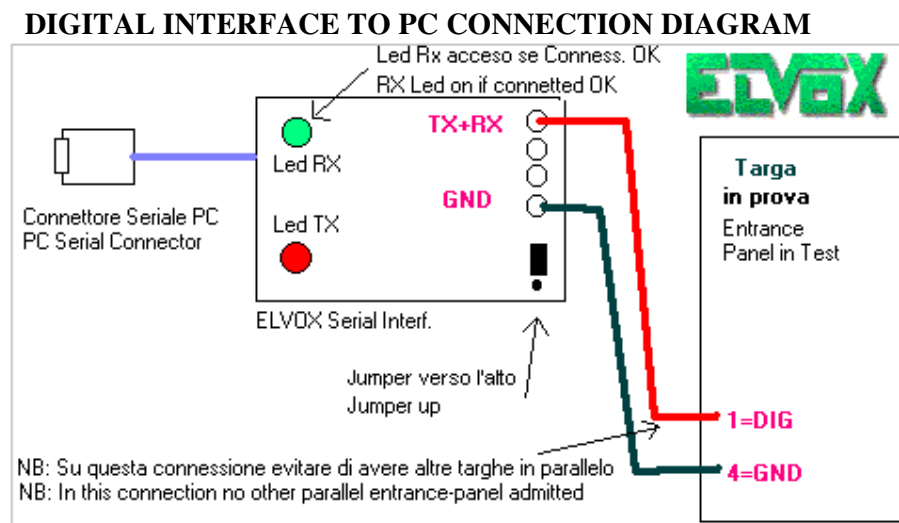 DIGITAL INTERFACE TO PC CONNECTION DIAGRAM
Led Rx acceso se Conness. OK
RX Led on if connetted OK
ELVOX
TX+RX
Led RX
GND
Led TX
Connettore Seriale PC
PC Serial Connector
Targa
in prova
Entrance
Panel in Test
ELVOX Serial Interf.
Jumper verso l'alto
Jumper up
1=DIG
NB: Su questa connessione evitare di avere altre targhe in parallelo
NB: In this connection no other parallel entrance-panel admitted
4=GND